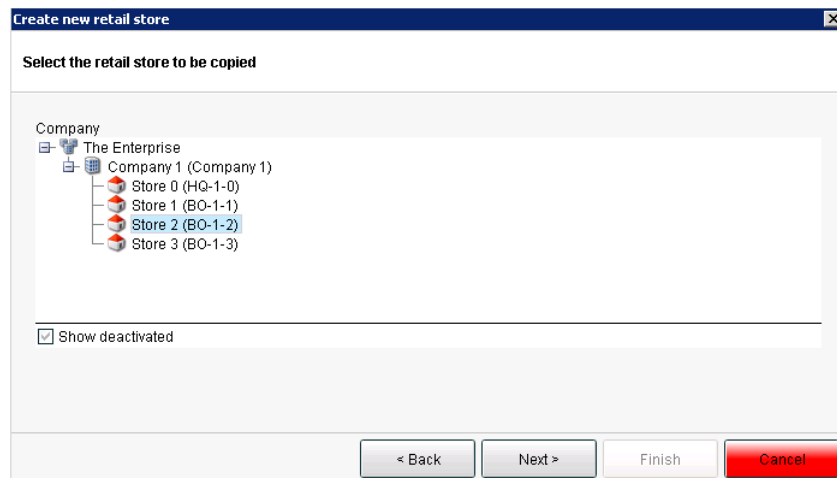 Create new retail store
Select the retail store to be copied
Company
The Enterprise
Company 1 (Company 1)
Store 0 (HQ-1-0)
Store 1 (BO-1-1)
Store 2 (BO-1-2)
Store 3 (BO-1-3)
Show deactivated
< Back Next > Finish Cancel